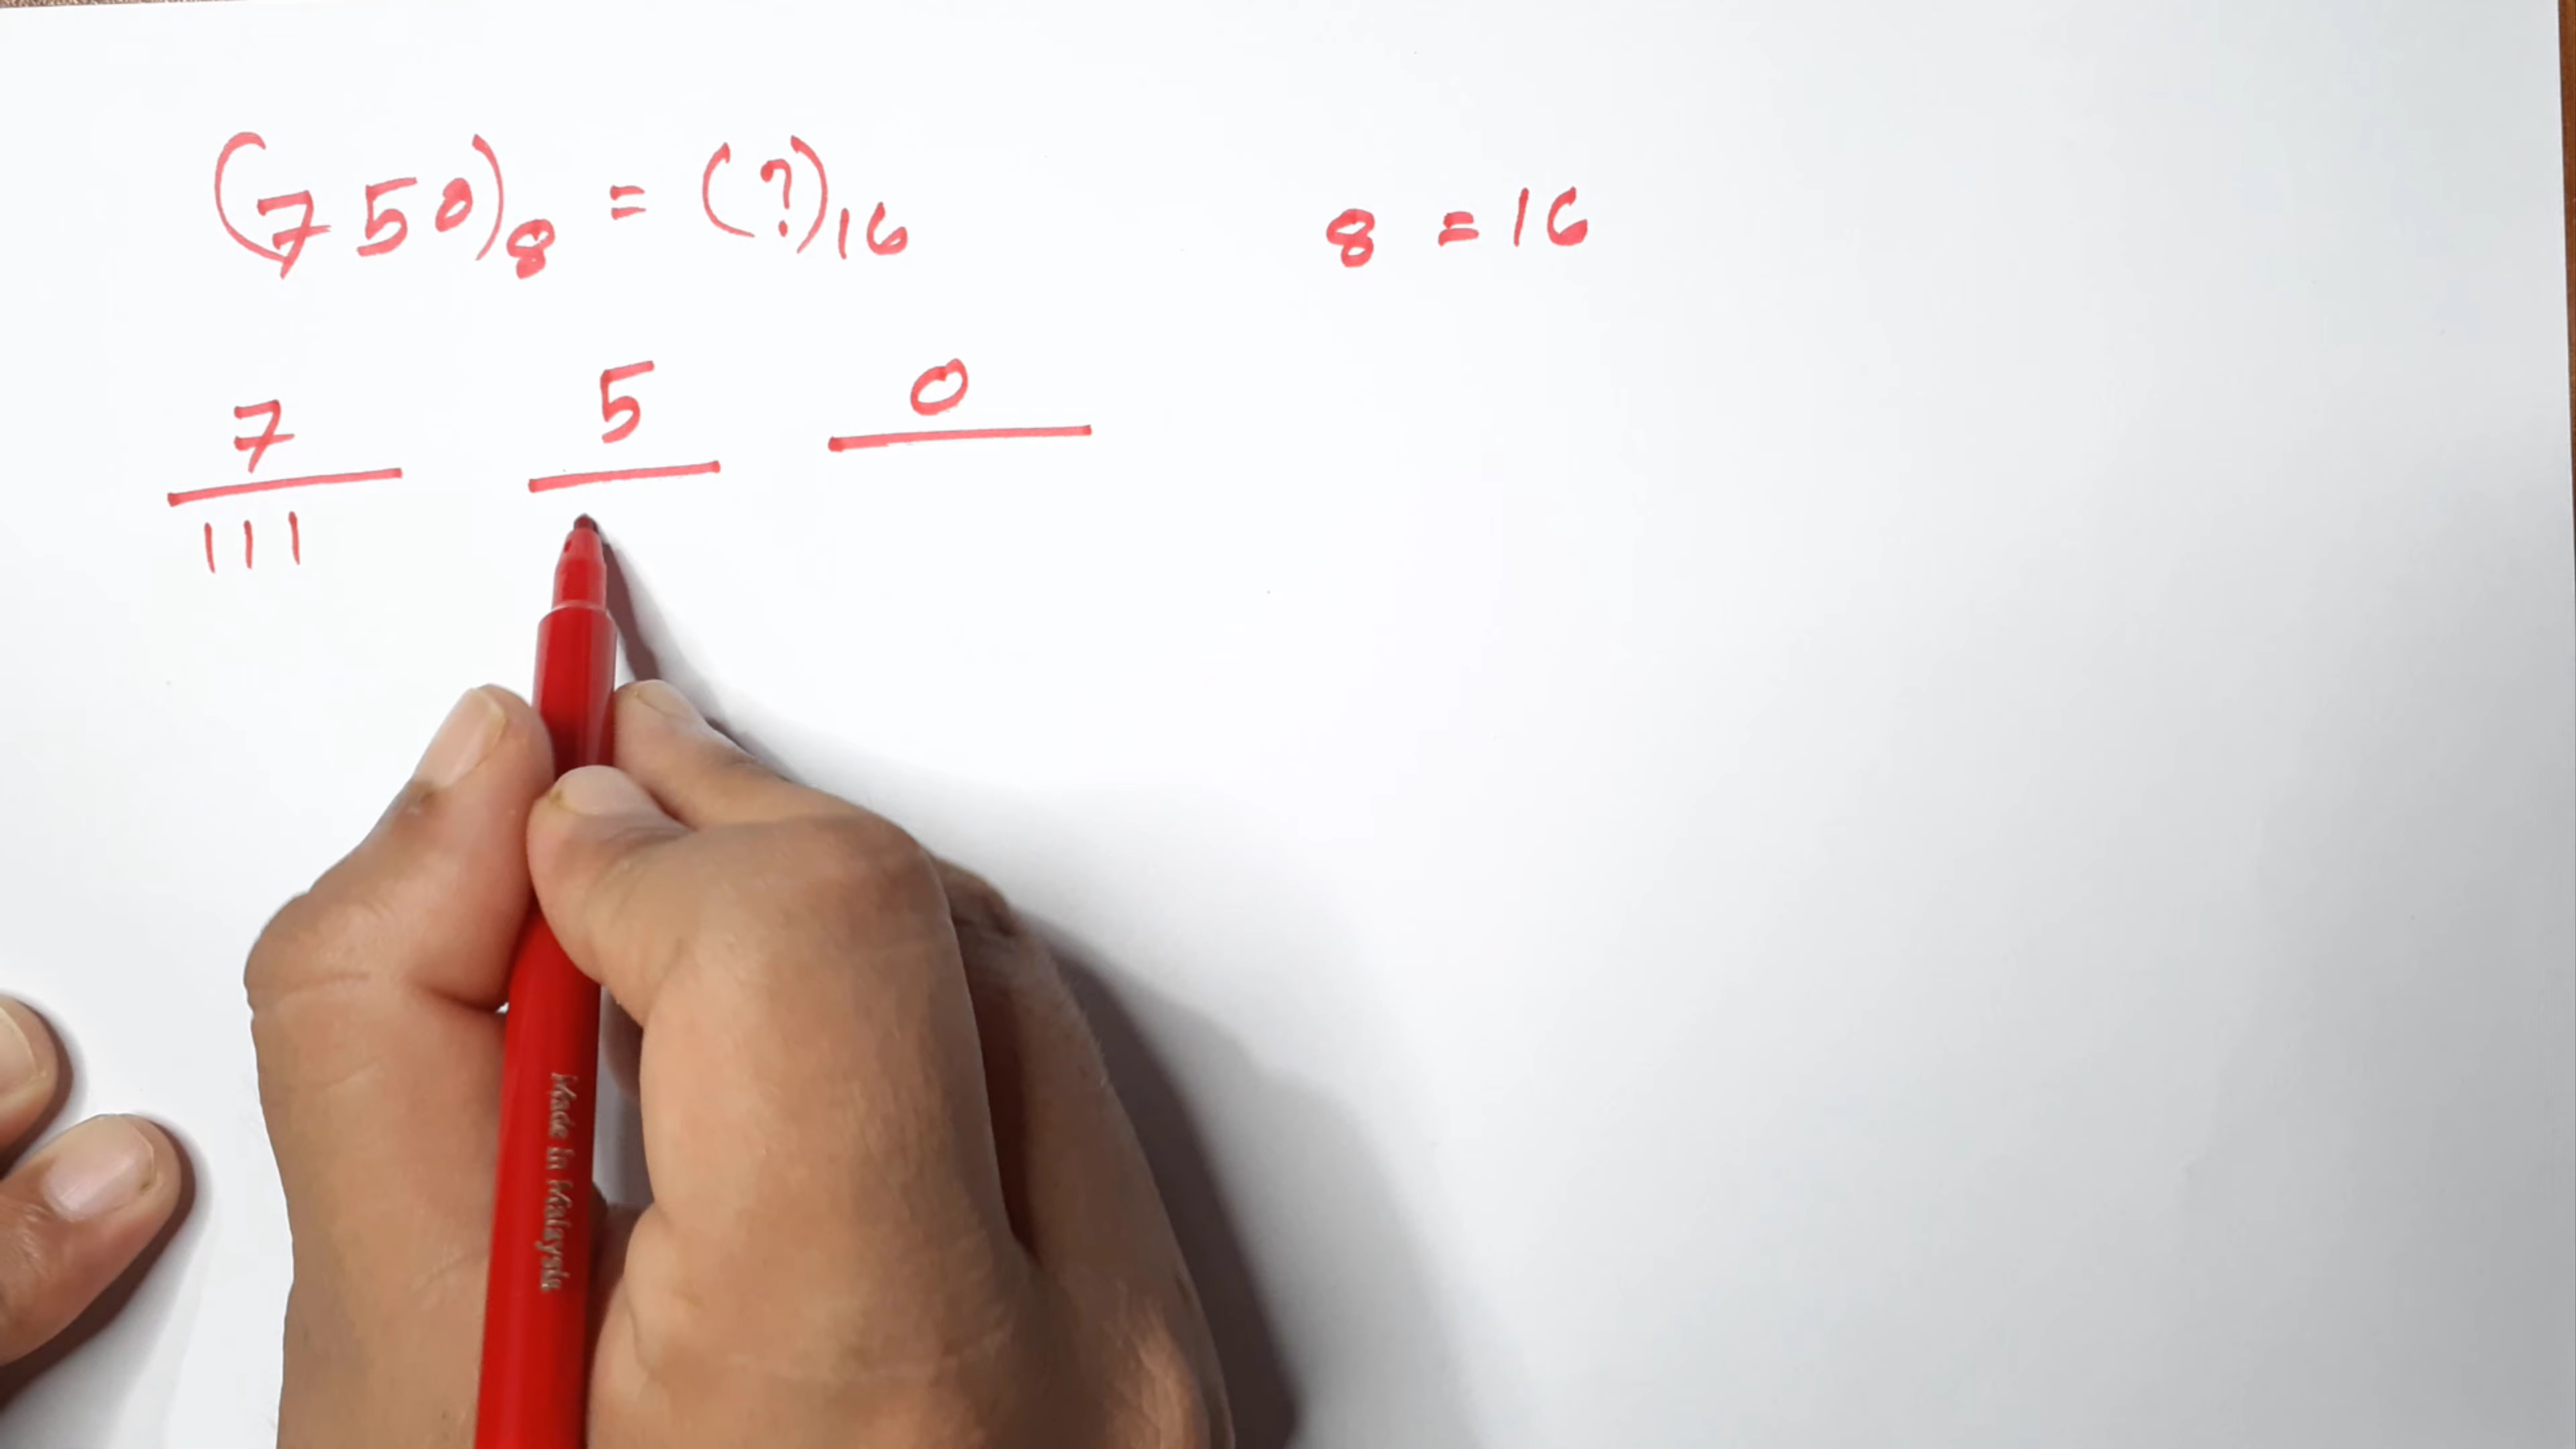 (750)8 = (?)16
8 = 16
7 5 0
111
Made in Malaysia